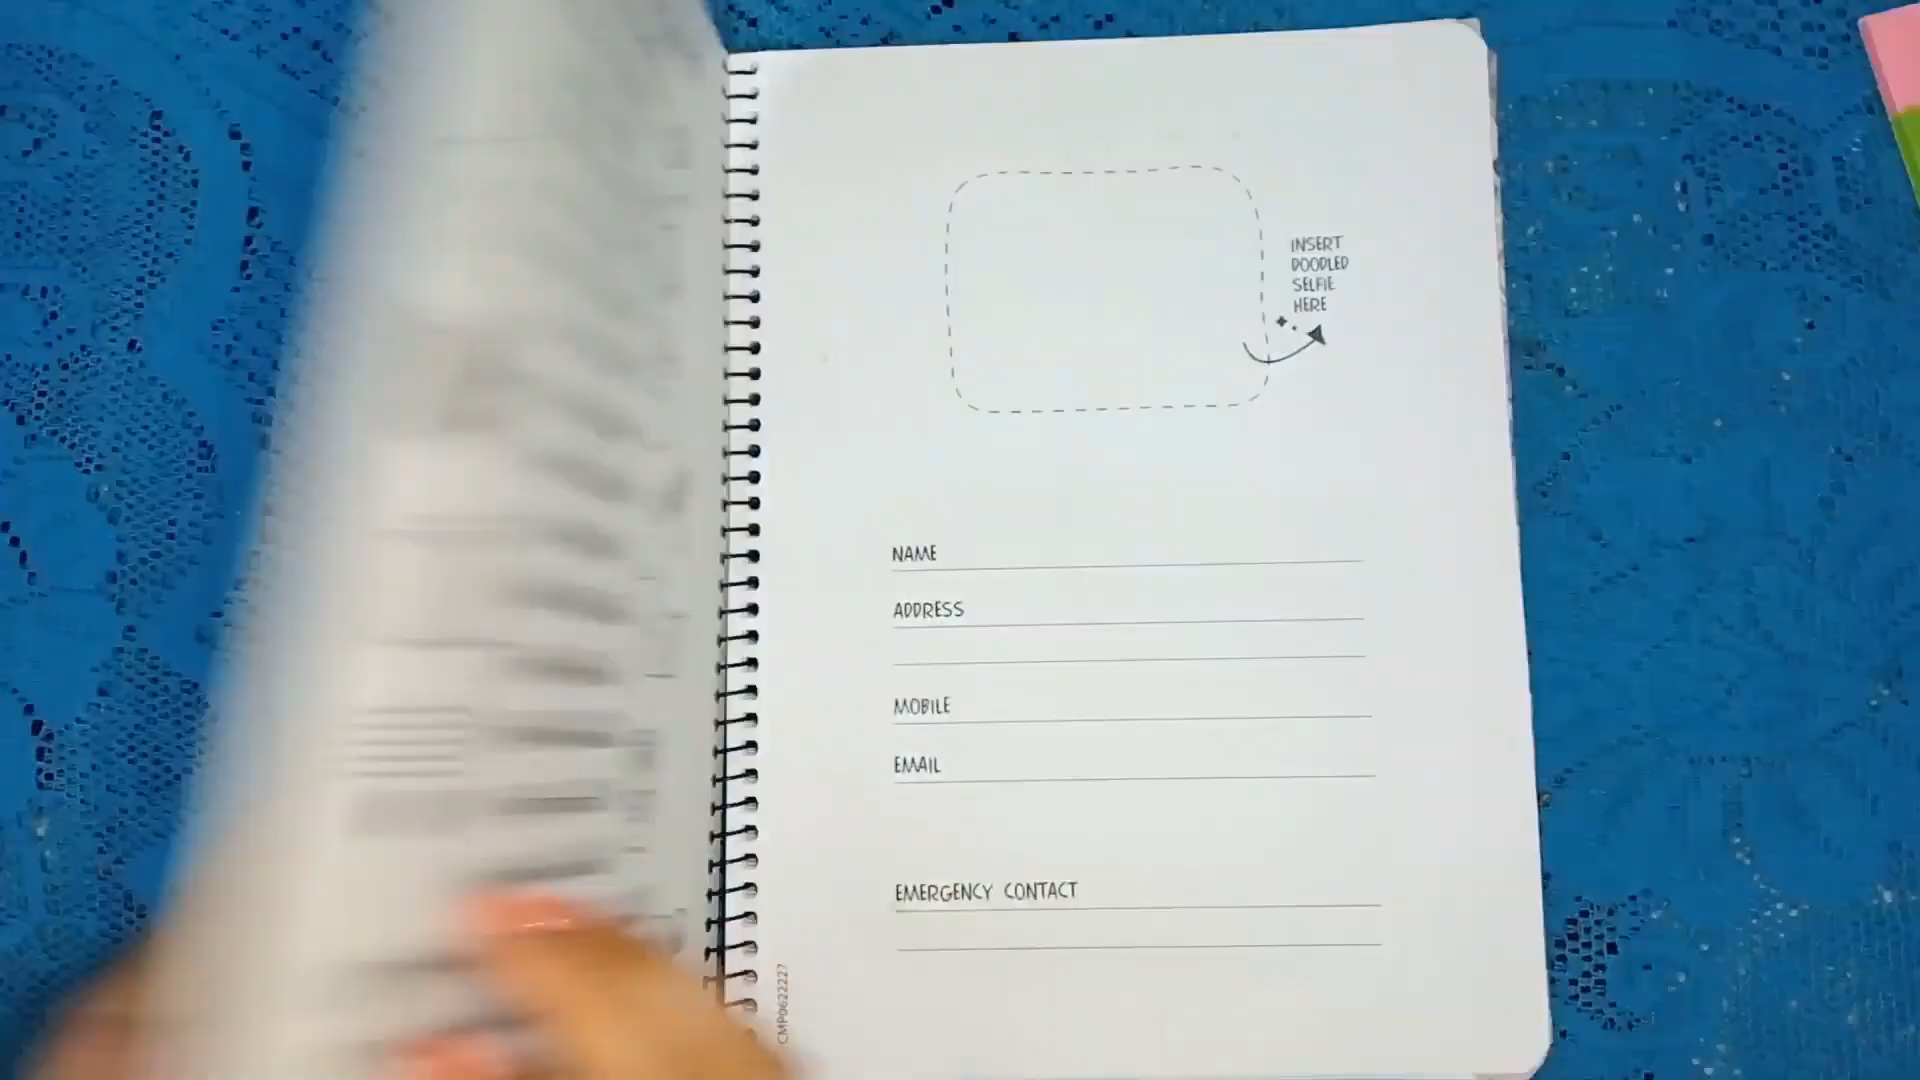 INSERT
DOODLED
SELFIE
HERE
NAME
ADDRESS
MOBILE
EMAIL
EMERGENCY CONTACT
CMP0622227